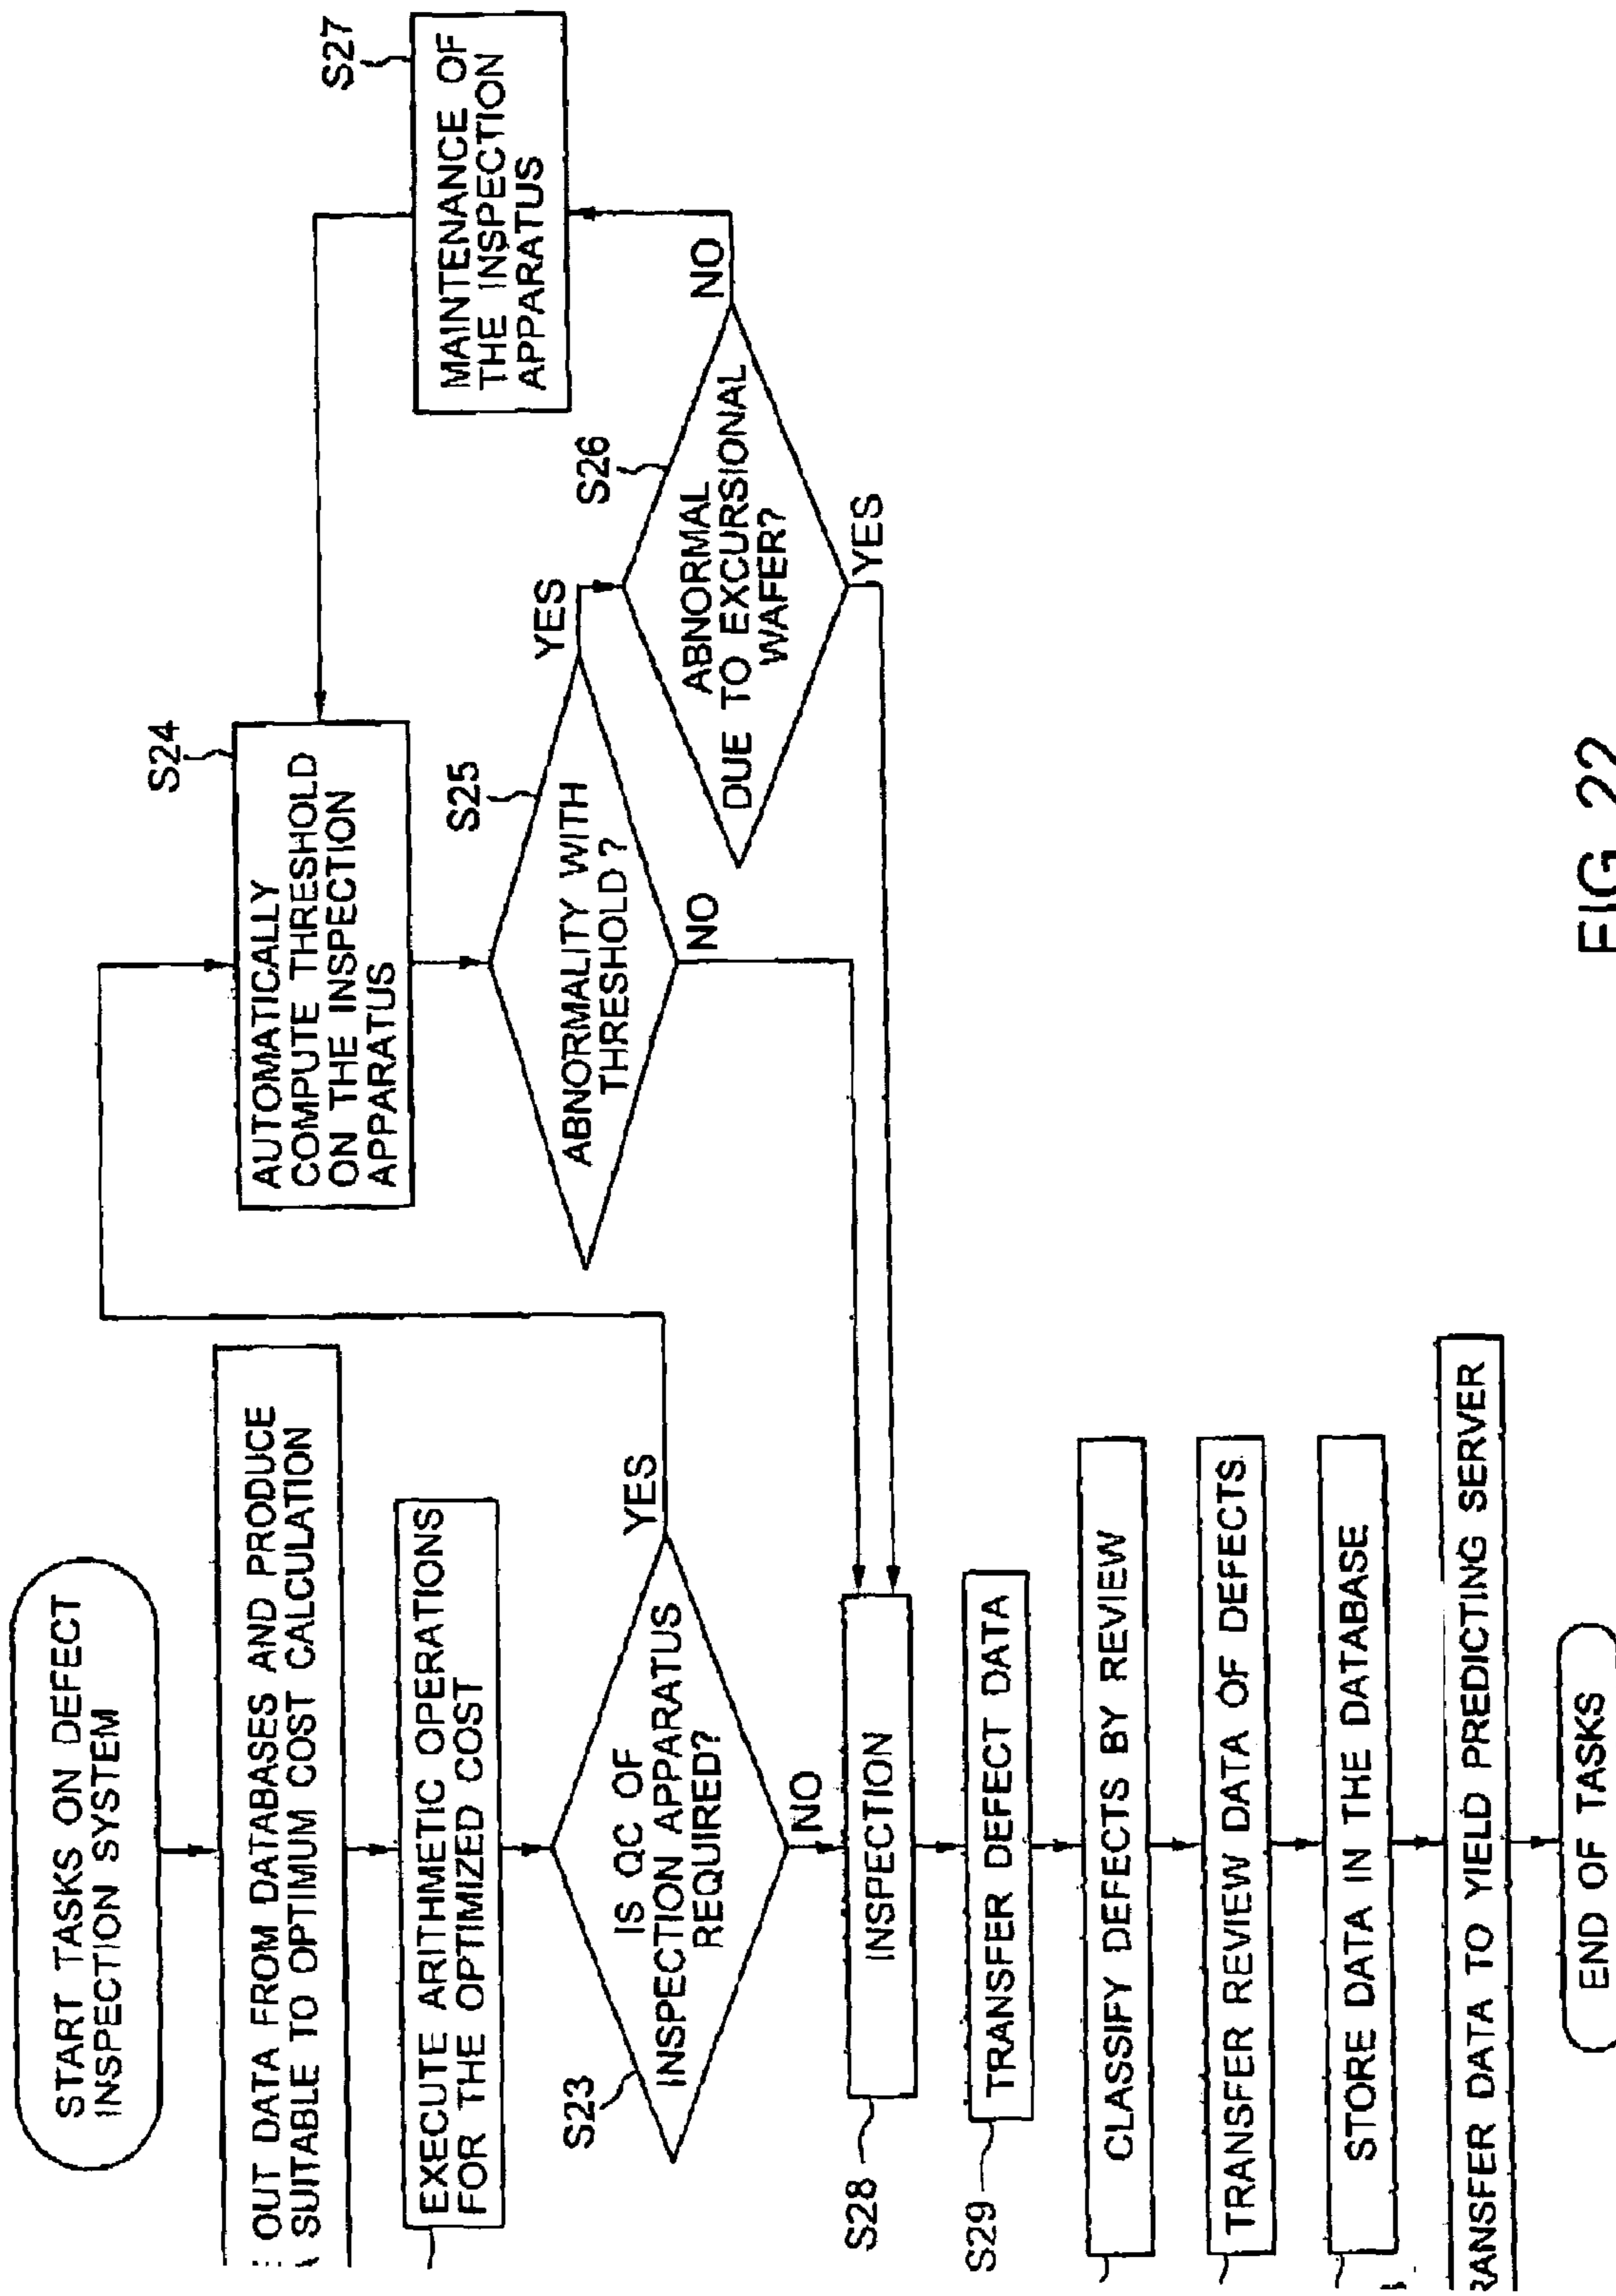 START TASKS ON DEFECT
INSPECTION SYSTEM
OUT DATA FROM DATABASES AND PRODUCE
SUITABLE TO OPTIMUM COST CALCULATION
EXECUTE ARITHMETIC OPERATIONS
FOR THE OPTIMIZED COST
S23
IS QC OF
INSPECTION APPARATUS
REQUIRED?
YES
NO
S24
AUTOMATICALLY
COMPUTE THRESHOLD
ON THE INSPECTION
APPARATUS
S25
ABNORMALITY WITH
THRESHOLD?
YES
NO
S26
ABNORMAL
DUE TO EXCURSIONAL
WAFER?
NO
YES
S27
MAINTENANCE OF
THE INSPECTION
APPARATUS
S28
INSPECTION
S29
TRANSFER DEFECT DATA
CLASSIFY DEFECTS BY REVIEW
TRANSFER REVIEW DATA OF DEFECTS
STORE DATA IN THE DATABASE
RANSFER DATA TO YIELD PREDICTING SERVER
END OF TASKS
FIG. 22